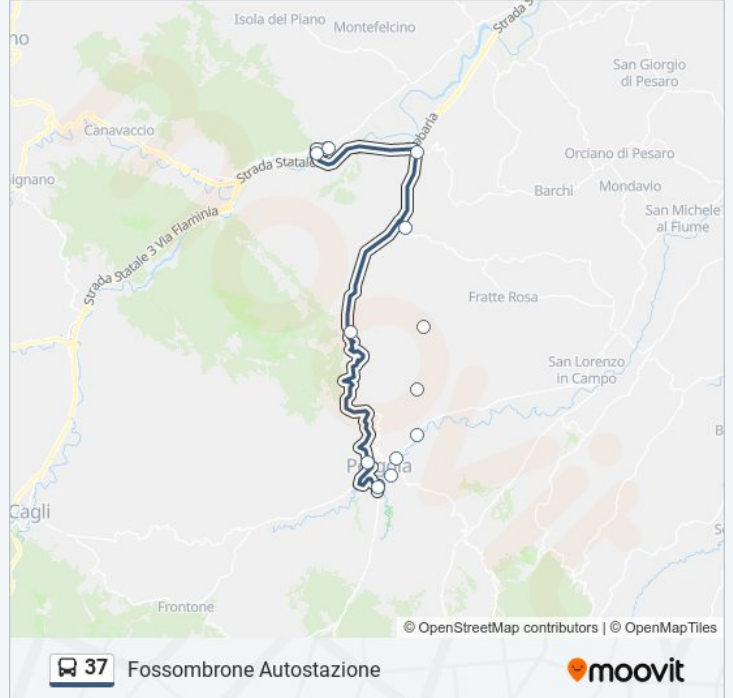 Isola del Piano
Montefelcino
Strada S
no
San Giorgio
di Pesaro
Canavaccio
Strada Statale
Orciano di Pesaro
ignano
Barchi
Mondavio
San Michele
al Fiume
Strada Statale 3 Via Flaminia
Fratte Rosa
San Lorenzo
in Campo
B
Pergola
Cagli
S
Frontone
© OpenStreetMap contributors | © OpenMapTiles
37
Fossombrone Autostazione
moovit